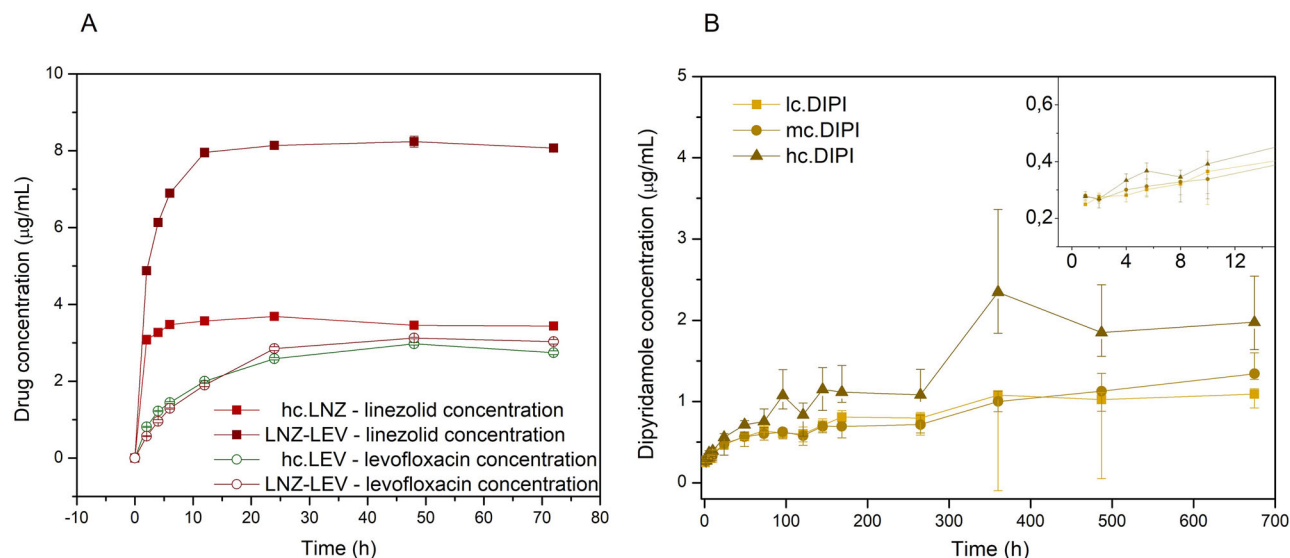 A
Drug concentration (µg/mL)
10
8
6
4
2
0
-10 0 10 20 30 40 50 60 70 80
Time (h)
hc.LNZ - linezolid concentration
LNZ-LEV - linezolid concentration
hc.LEV - levofloxacin concentration
LNZ-LEV - levofloxacin concentration
B
Dipyridamole concentration (µg/mL)
5
4
3
2
1
0
0 100 200 300 400 500 600 700
Time (h)
lc.DIPI
mc.DIPI
hc.DIPI
0,6
0,4
0,2
0 4 8 12